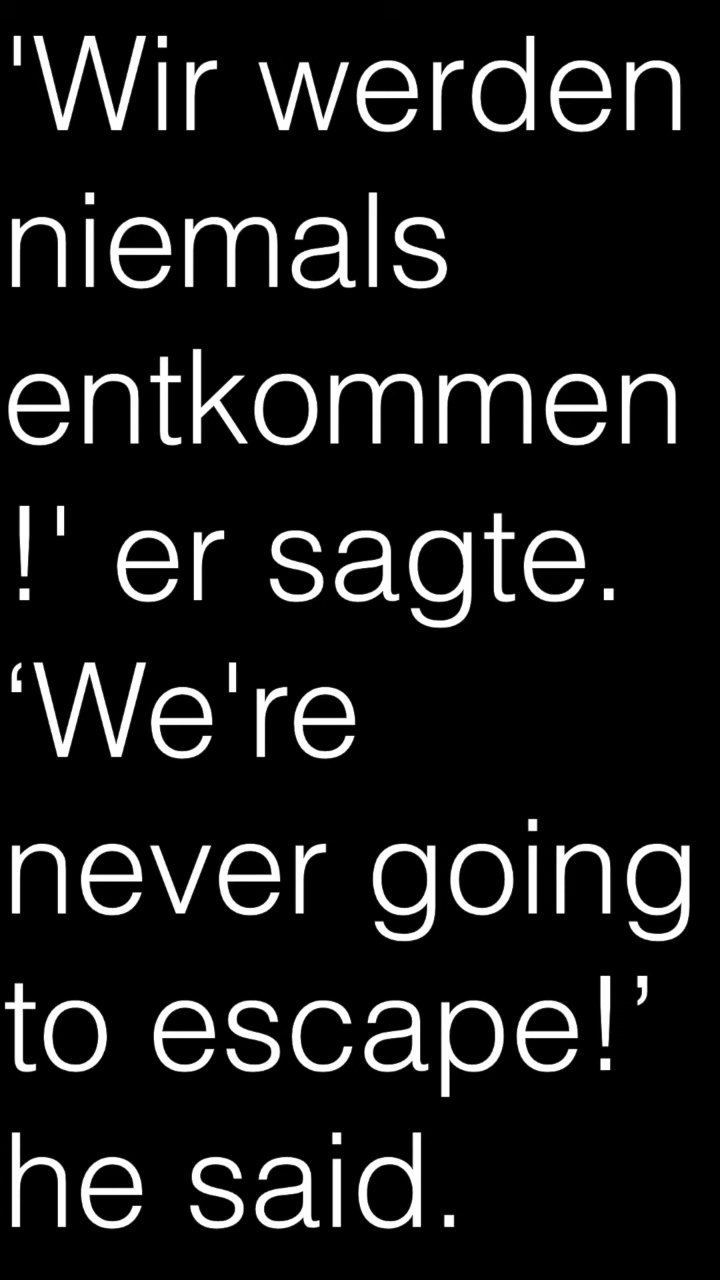 'Wir werden
niemals
entkommen
!' er sagte.
‘We're
never going
to escape!’
he said.